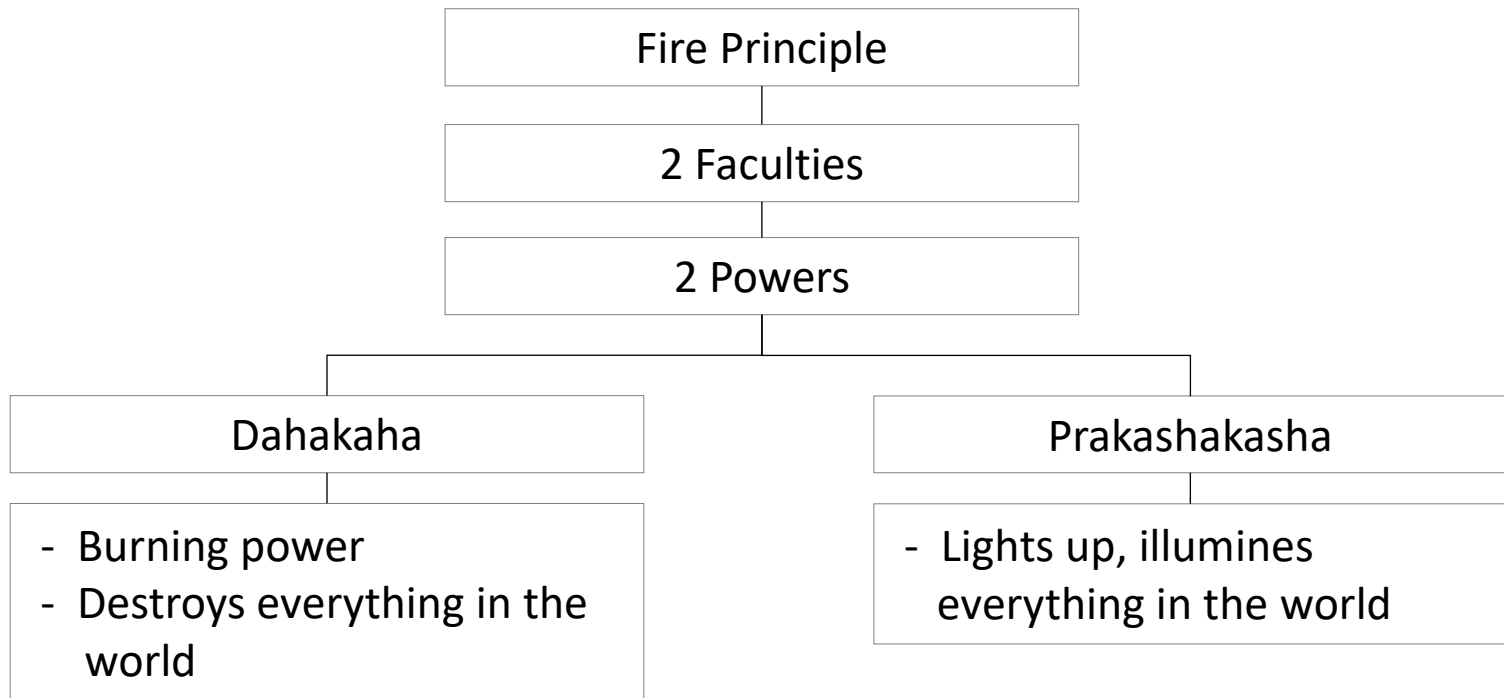 Fire Principle
2 Faculties
2 Powers
Dahakaha
- Burning power
- Destroys everything in the
world
Prakashakasha
- Lights up, illumines
everything in the world